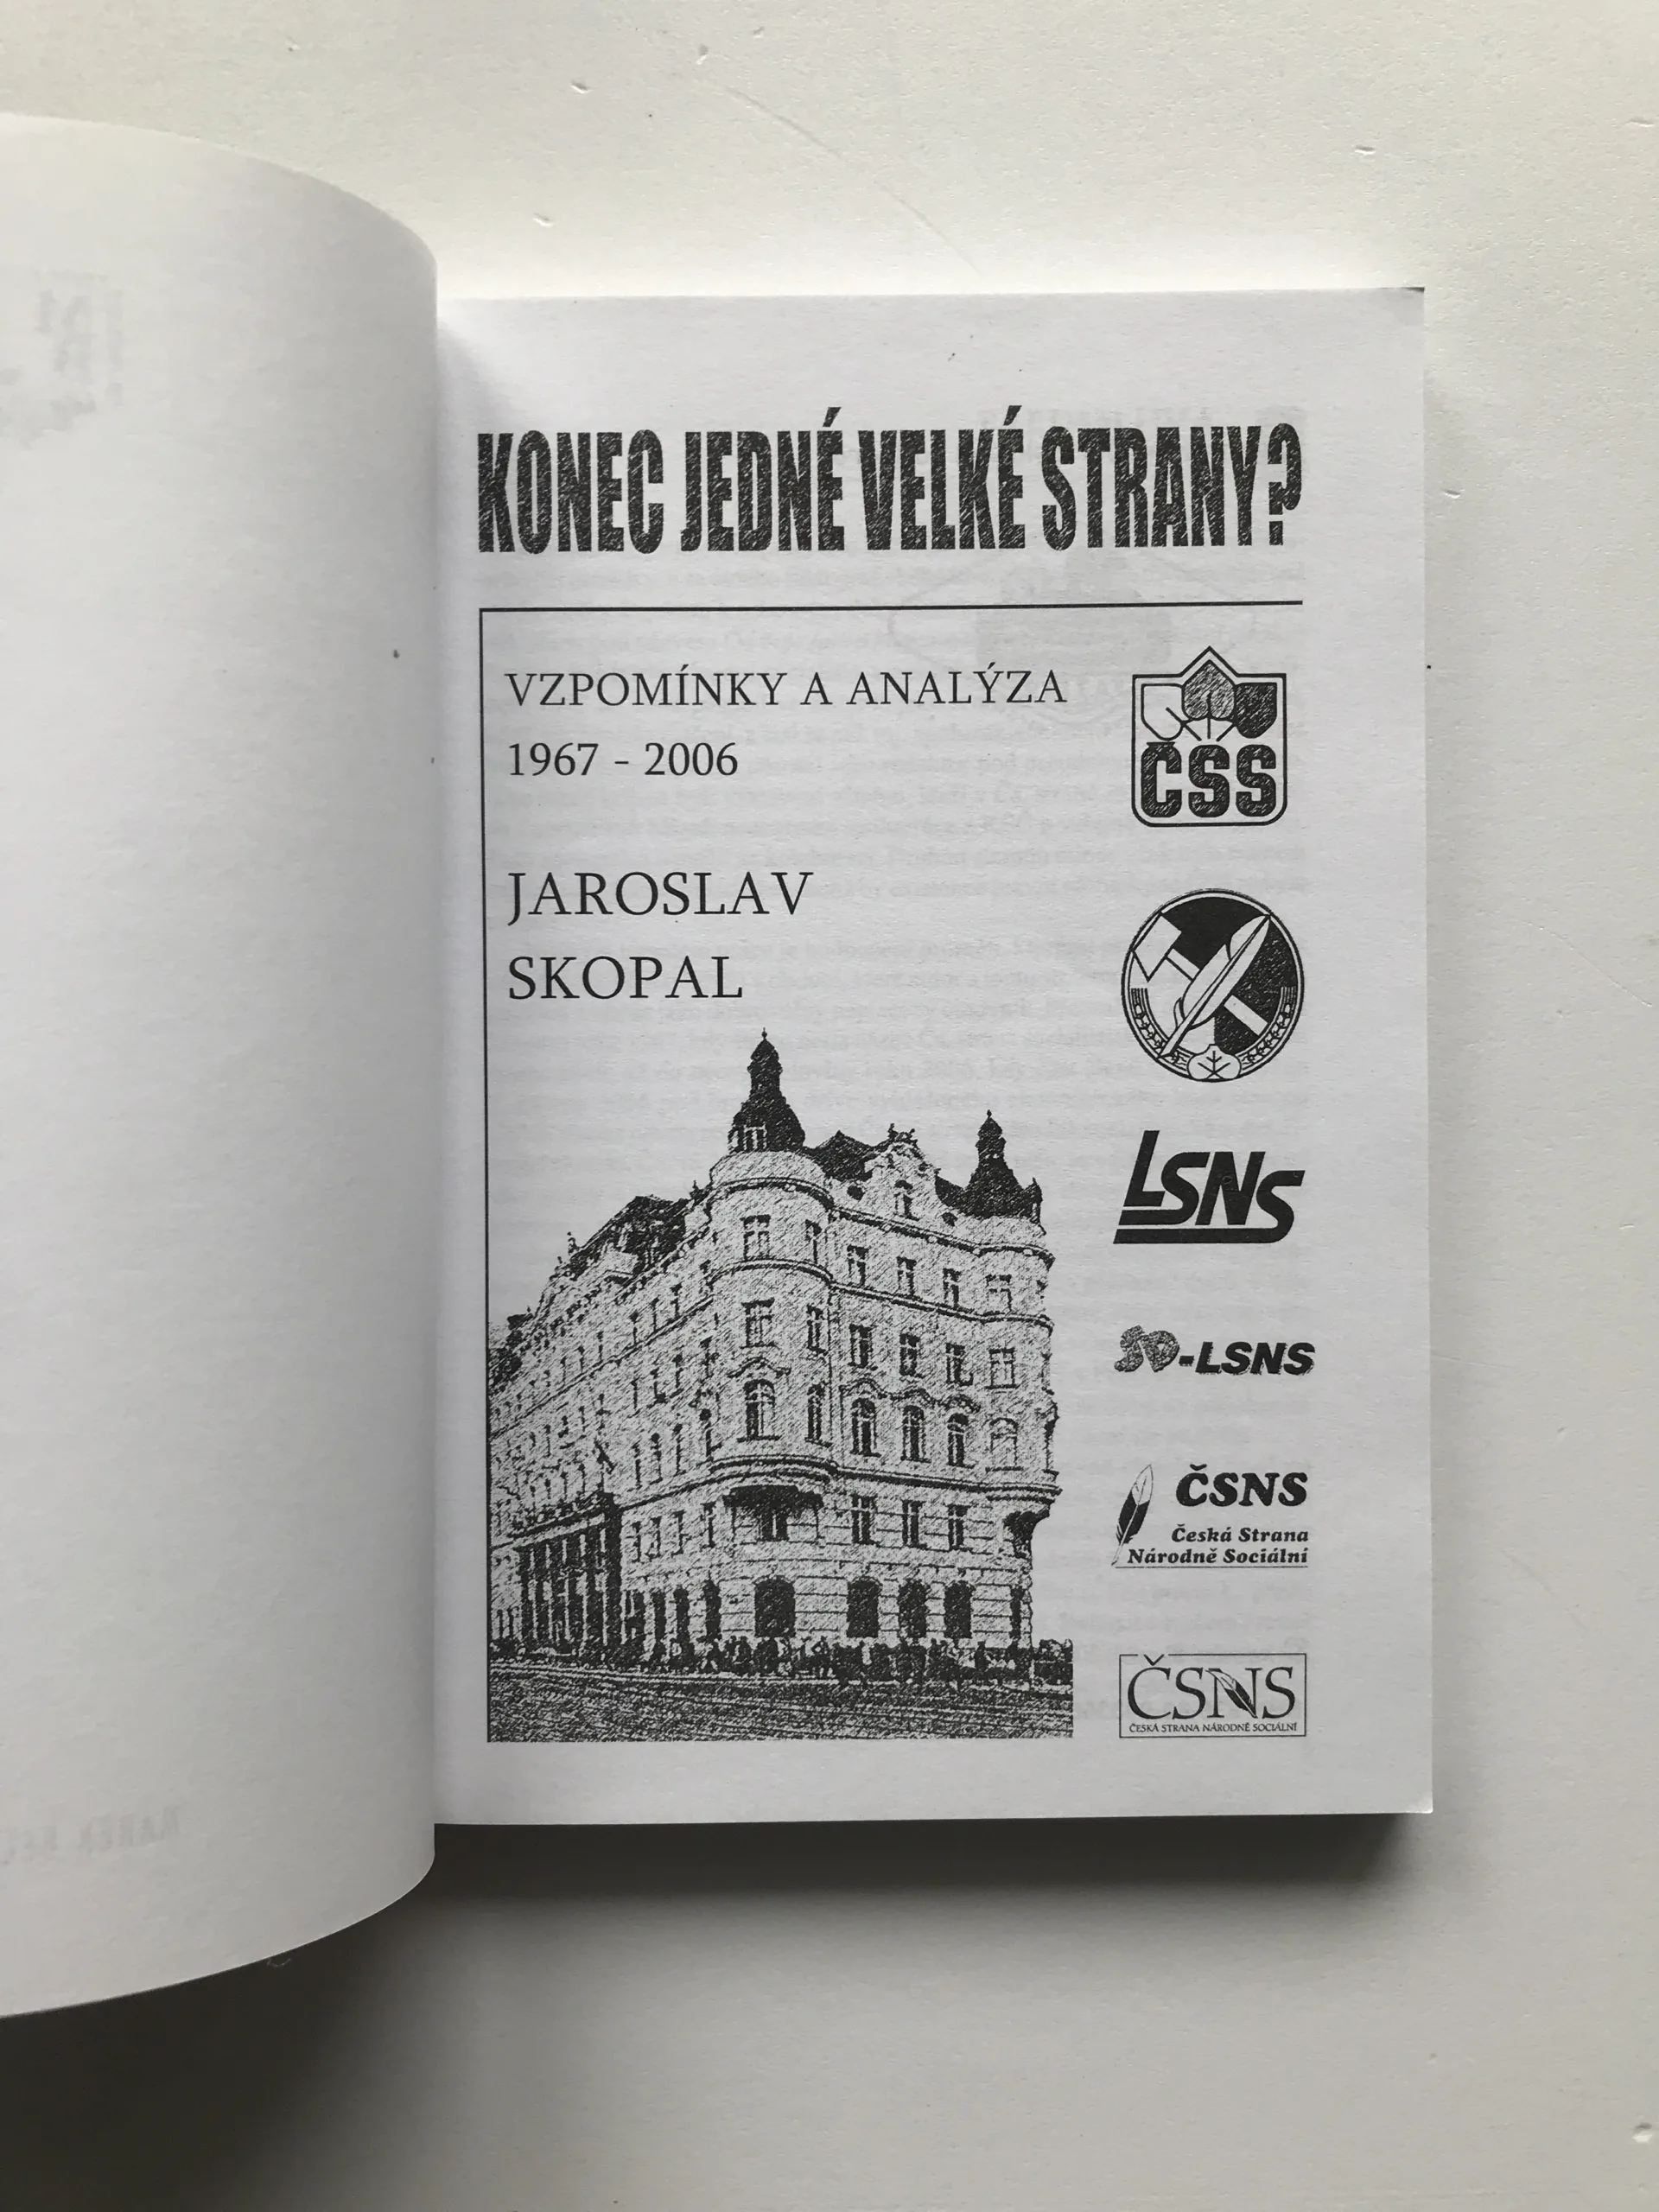 KONEC JEDNÉ VELKÉ STRANY?
VZPOMÍNKY A ANALÝZA
1967 - 2006
JAROSLAV
SKOPAL
ČSS
LSNS
SD-LSNS
ČSNS
Česká Strana
Národně Sociální
ČSNS
ČESKÁ STRANA NÁRODNĚ SOCIÁLNÍ